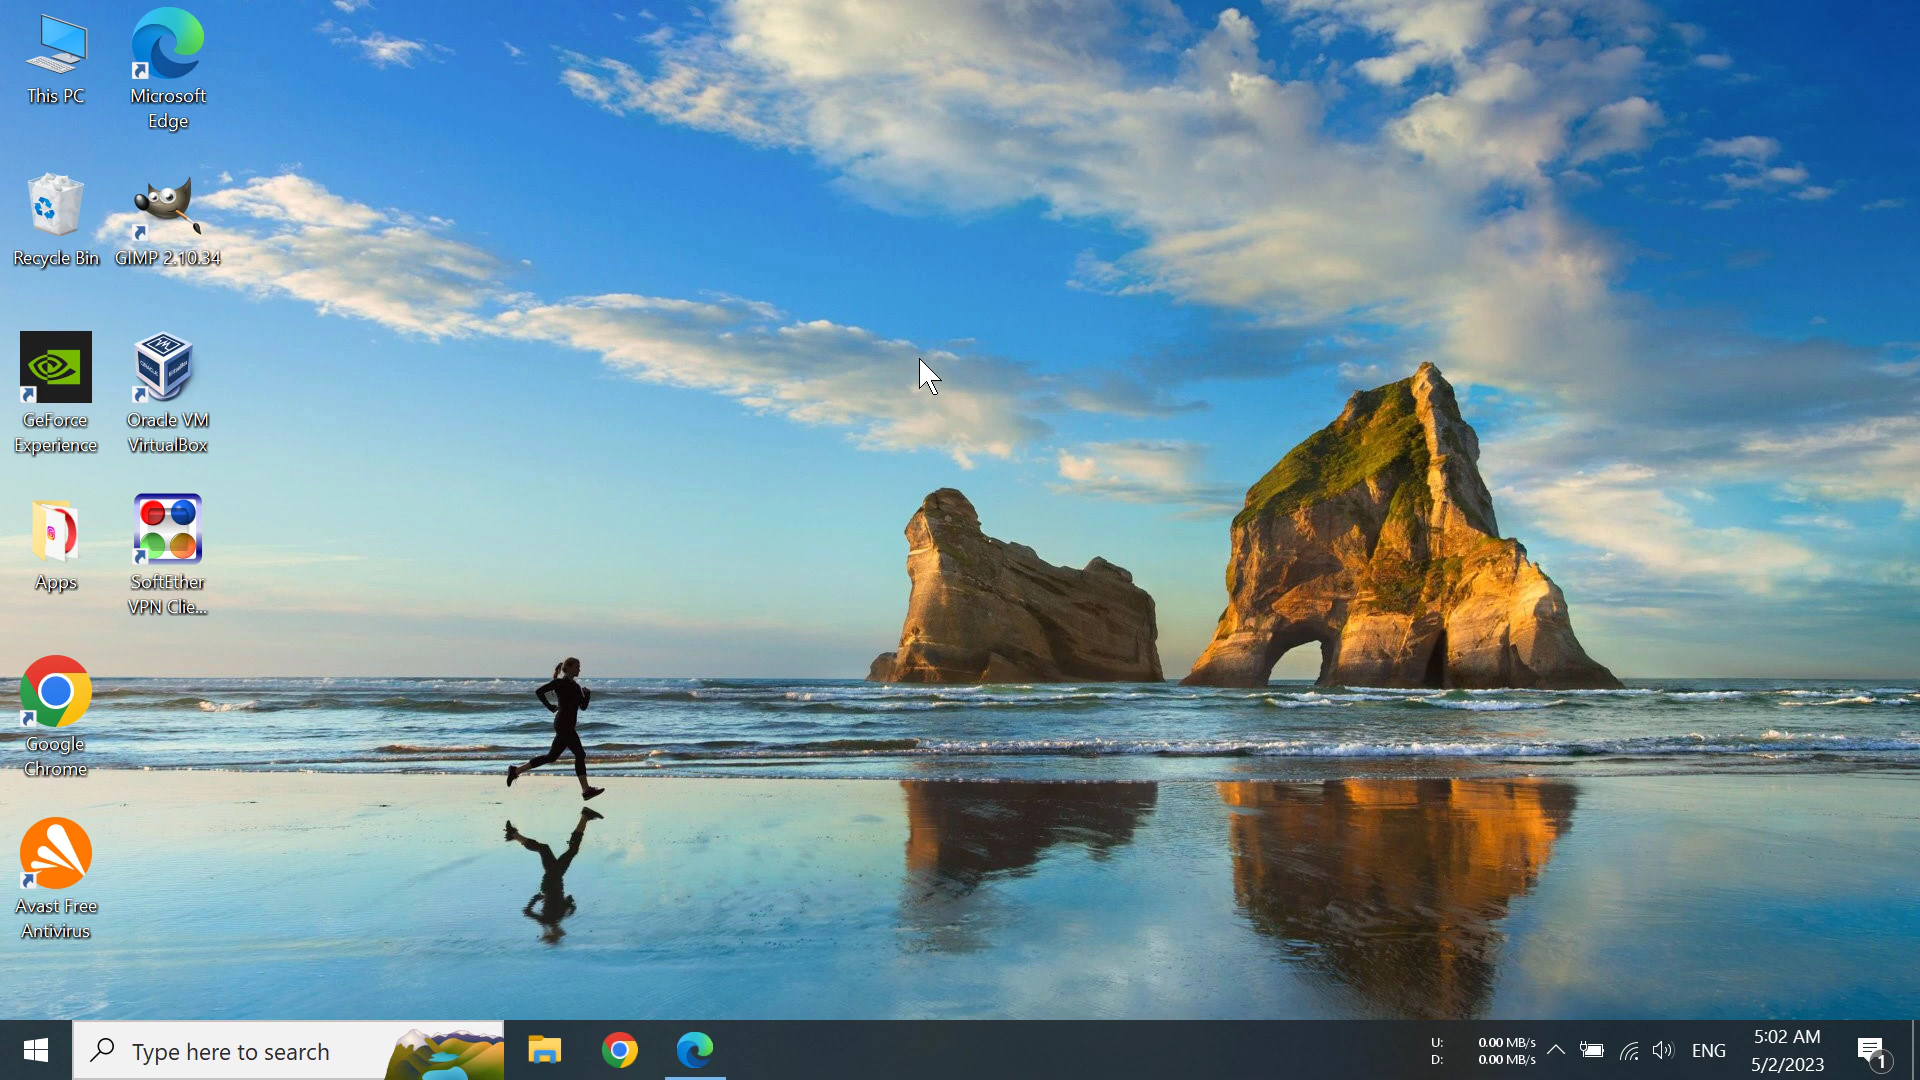 This PC
Microsoft
Edge
Recycle Bin
GIMP 2.10.34
GeForce
Experience
Oracle VM
VirtualBox
Apps
SoftEther
VPN Clie...
Google
Chrome
Avast Free
Antivirus
Type here to search
U: 0.00 MB/s
D: 0.00 MB/s
ENG
5:02 AM
5/2/2023
1